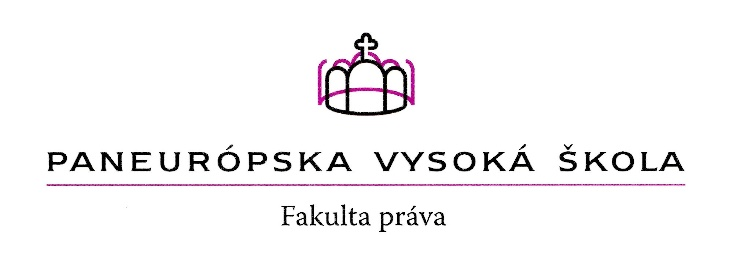 PANEURÓPSKA VYSOKÁ ŠKOLA
Fakulta práva